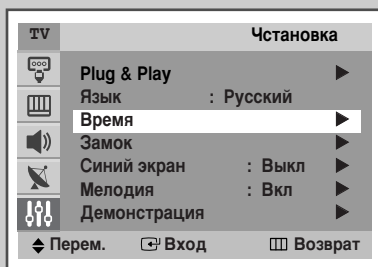 TV Чстановка
Plug & Play
Язык : Русский
Время
Замок
Синий экран : Выкл
Мелодия : Вкл
Демонстрация
Перем. Вход Возврат